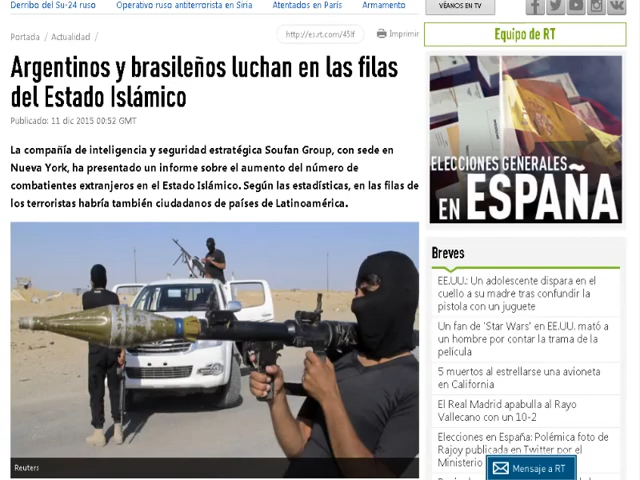 Derribo del Su-24 ruso
Operativo ruso antiterrorista en Siria
Atentados en París
Armamento
VÉANOS EN TV
Portada / Actualidad /
Imprimir
Equipo de RT
Argentinos y brasileños luchan en las filas
del Estado Islámico
Publicado: 11 dic 2015 00:52 GMT
La compañía de inteligencia y seguridad estratégica Soufan Group, con sede en
Nueva York, ha presentado un informe sobre el aumento del número de
combatientes extranjeros en el Estado Islámico. Según las estadísticas, en las filas de
los terroristas habría también ciudadanos de países de Latinoamérica.
Reuters
ELECCIONES GENERALES
EN ESPAÑA
Breves
EE.UU.: Un adolescente dispara en el
cuello a su madre tras confundir la
pistola con un juguete
Un fan de 'Star Wars' en EE.UU. mató a
un hombre por contar la trama de la
película
5 muertos al estrellarse una avioneta
en California
El Real Madrid apabulla al Rayo
Vallecano con un 10-2
Elecciones en España: Polémica foto de
Rajoy publicada en Twitter por el
Ministerio
Mensaje a RT